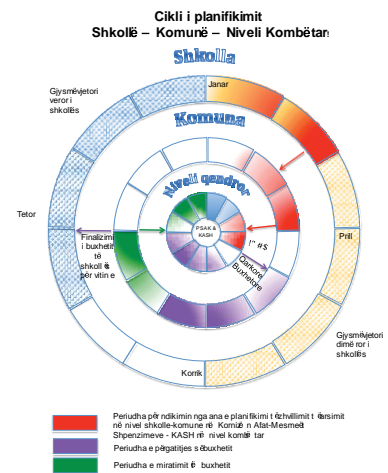 Cikli i planifikimit
Shkollë – Komunë – Niveli Kombëtar
Shkolla
Gjysmëvjetori
veror i
shkollës
Janar
Komuna
Niveli qendror
Tetor
PSAK &
KASH
Finalizimi
i buxhetit
të
shkollës
për vitin e
!" #$
Prill
Qarkore
Buxhetore
Gjysmëvjetori
dimëror i
shkollës
Korrik
Periudha për ndikimin nga ana e planifikimit të zhvillimit të arsimit
në nivel shkolle-komune në Kornizën Afat-Mesme të
Shpenzimeve - KASH në nivel kombëtar
Periudha e përgatitjes së buxhetit
Periudha e miratimit të buxhetit